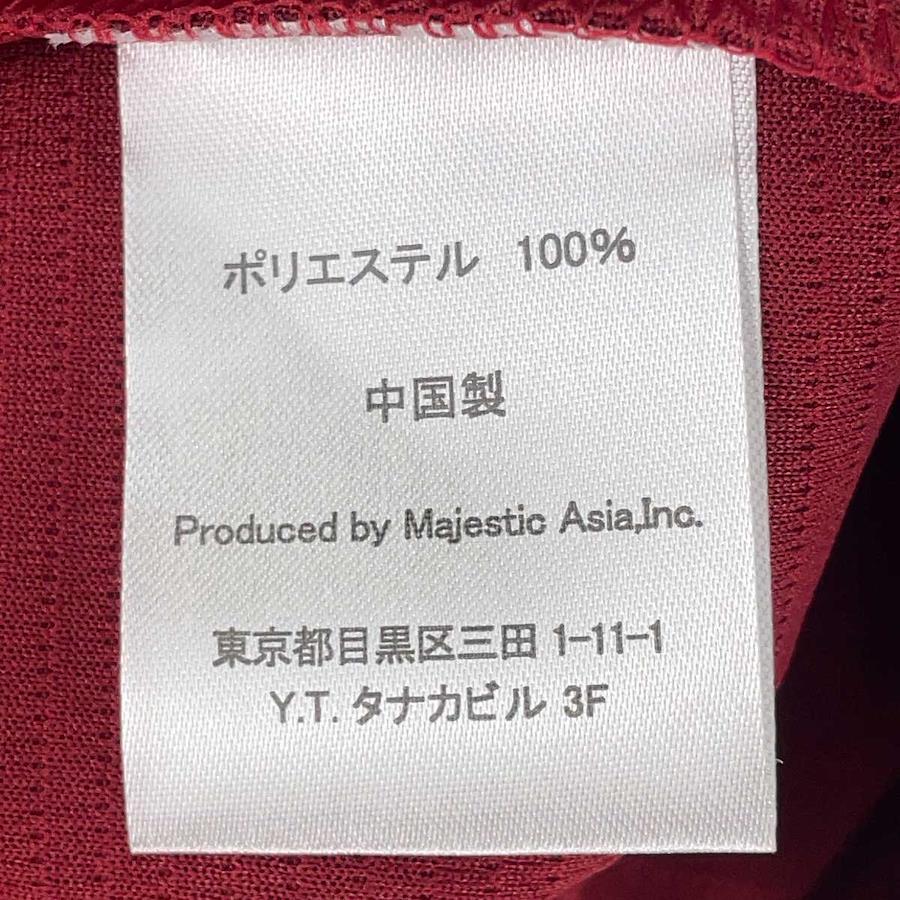 ポリエステル 100%
中国製
Produced by Majestic Asia,Inc.
東京都目黒区三田 1-11-1
Y.T. タナカビル 3F